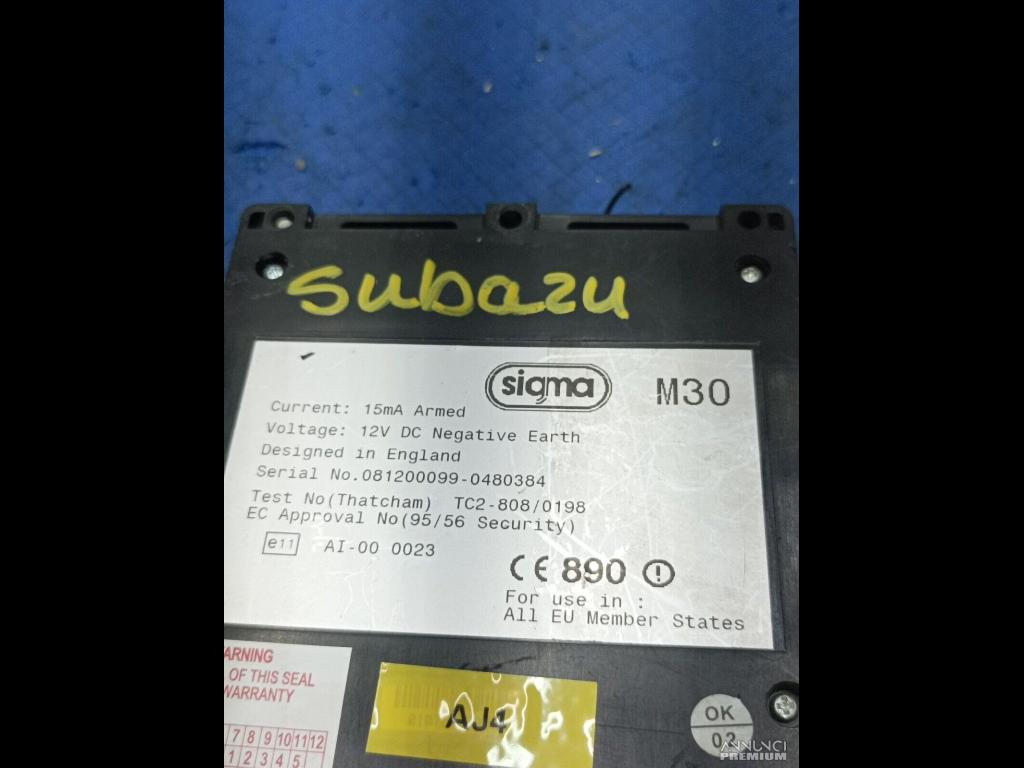 subazu
sigma M30
Current: 15mA Armed
Voltage: 12V DC Negative Earth
Designed in England
Serial No.081200099-0480384
Test No(Thatcham) TC2-808/0198
EC Approval No(95/56 Security)
e11 AI-00 0023
CE 890
For use in :
All EU Member States
ARNING
OF THIS SEAL
WARRANTY
7 8 9 10 11 12
1 2 3 4 5
AJ4
OK
03
ANNUNCI
PREMIUM